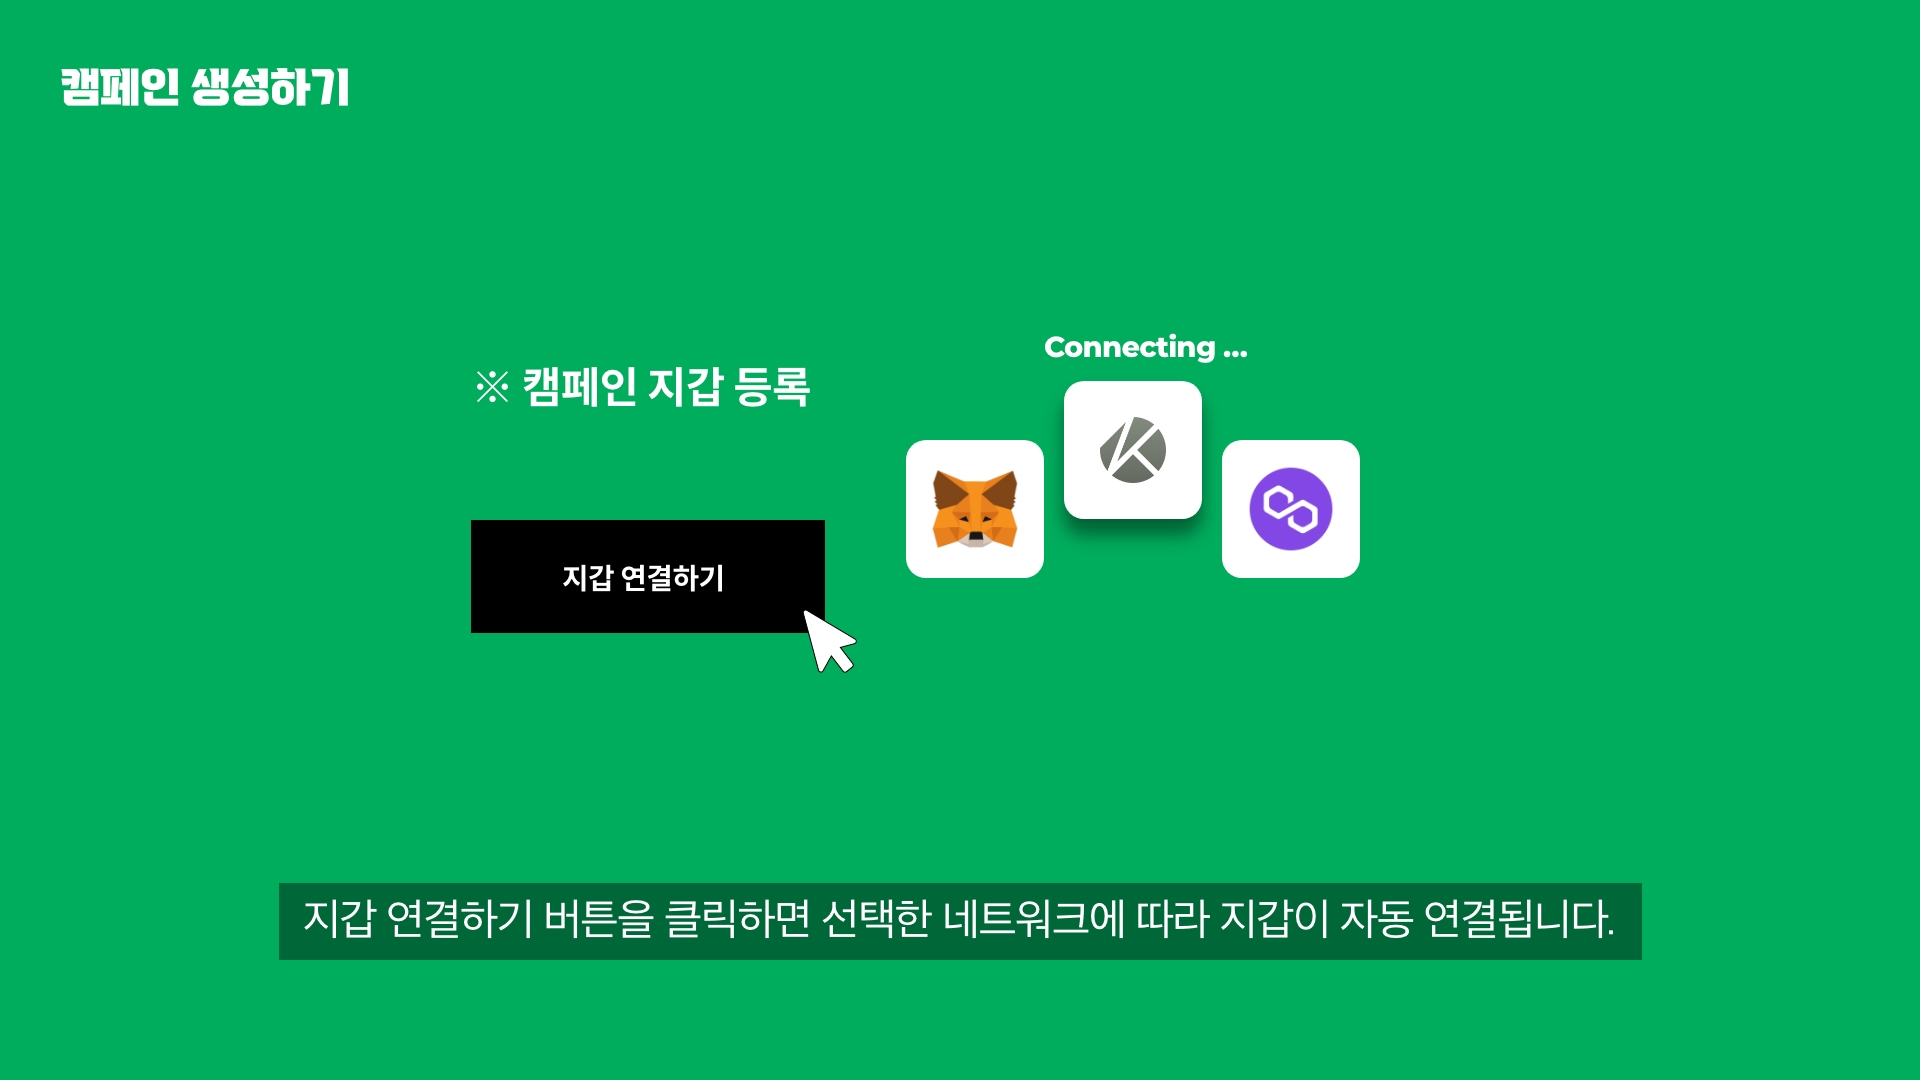 캠페인 생성하기
※ 캠페인 지갑 등록
Connecting ...
지갑 연결하기
지갑 연결하기 버튼을 클릭하면 선택한 네트워크에 따라 지갑이 자동 연결됩니다.